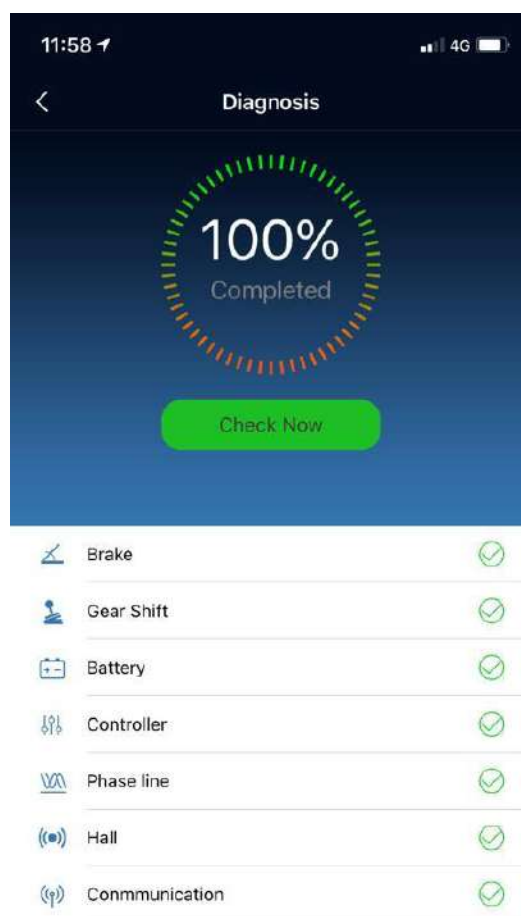 11:58
4G
Diagnosis
100%
Completed
Check Now
Brake
Gear Shift
Battery
Controller
Phase line
Hall
Conmmunication